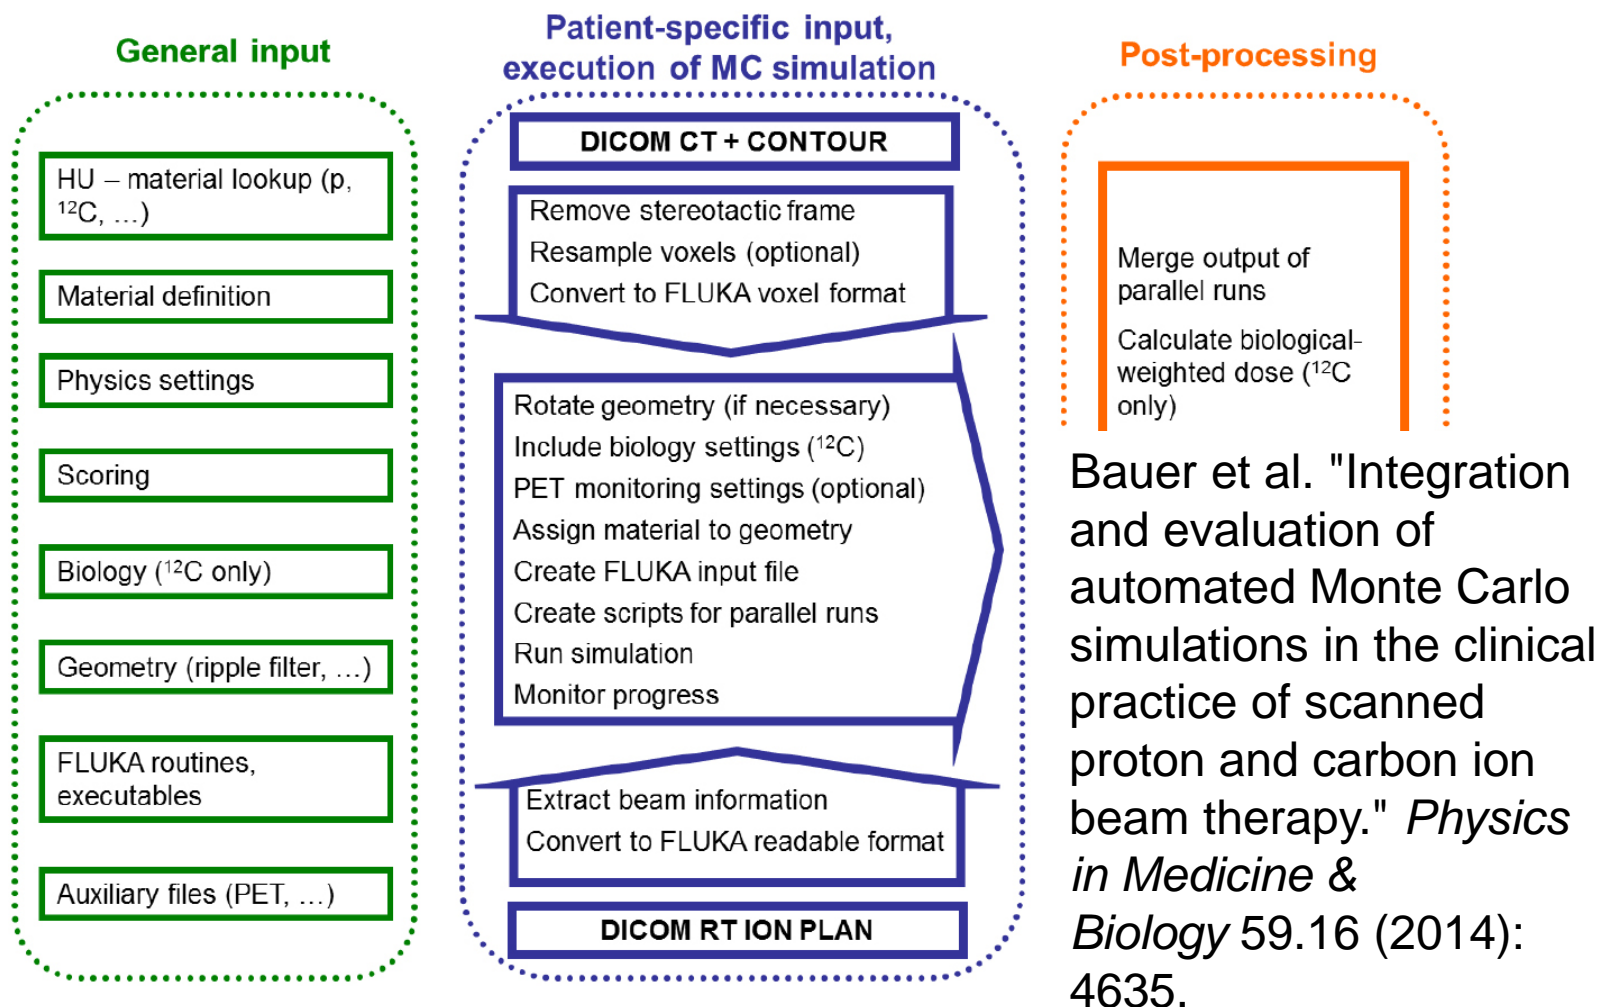 General input
HU – material lookup (p,
¹²C, …)
Material definition
Physics settings
Scoring
Biology (¹²C only)
Geometry (ripple filter, …)
FLUKA routines,
executables
Auxiliary files (PET, …)
Patient-specific input,
execution of MC simulation
DICOM CT + CONTOUR
Remove stereotactic frame
Resample voxels (optional)
Convert to FLUKA voxel format
Rotate geometry (if necessary)
Include biology settings (¹²C)
PET monitoring settings (optional)
Assign material to geometry
Create FLUKA input file
Create scripts for parallel runs
Run simulation
Monitor progress
Extract beam information
Convert to FLUKA readable format
DICOM RT ION PLAN
Post-processing
Merge output of
parallel runs
Calculate biological-
weighted dose (¹²C
only)
Bauer et al. "Integration
and evaluation of
automated Monte Carlo
simulations in the clinical
practice of scanned
proton and carbon ion
beam therapy." Physics
in Medicine &
Biology 59.16 (2014):
4635.